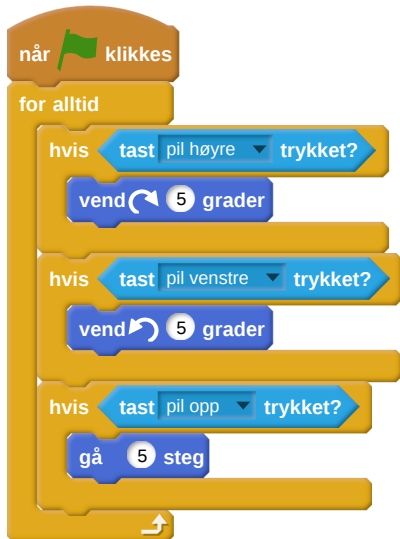 når klikkes
for alltid
hvis tast pil høyre trykket?
vend 5 grader
hvis tast pil venstre trykket?
vend 5 grader
hvis tast pil opp trykket?
gå 5 steg